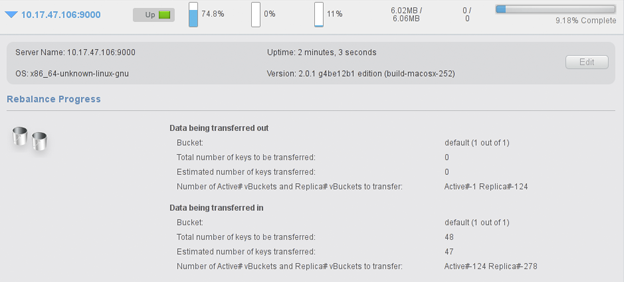 10.17.47.106:9000 Up 74.8% 0% 11% 6.02MB / 6.06MB 0 / 0 9.18% Complete
Server Name: 10.17.47.106:9000 Uptime: 2 minutes, 3 seconds Edit
OS: x86_64-unknown-linux-gnu Version: 2.0.1 g4be12b1 edition (build-macosx-252)
Rebalance Progress
Data being transferred out
Bucket: default (1 out of 1)
Total number of keys to be transferred: 0
Estimated number of keys transferred: 0
Number of Active# vBuckets and Replica# vBuckets to transfer: Active#-1 Replica#-124
Data being transferred in
Bucket: default (1 out of 1)
Total number of keys to be transferred: 48
Estimated number of keys transferred: 47
Number of Active# vBuckets and Replica# vBuckets to transfer: Active#-124 Replica#-278